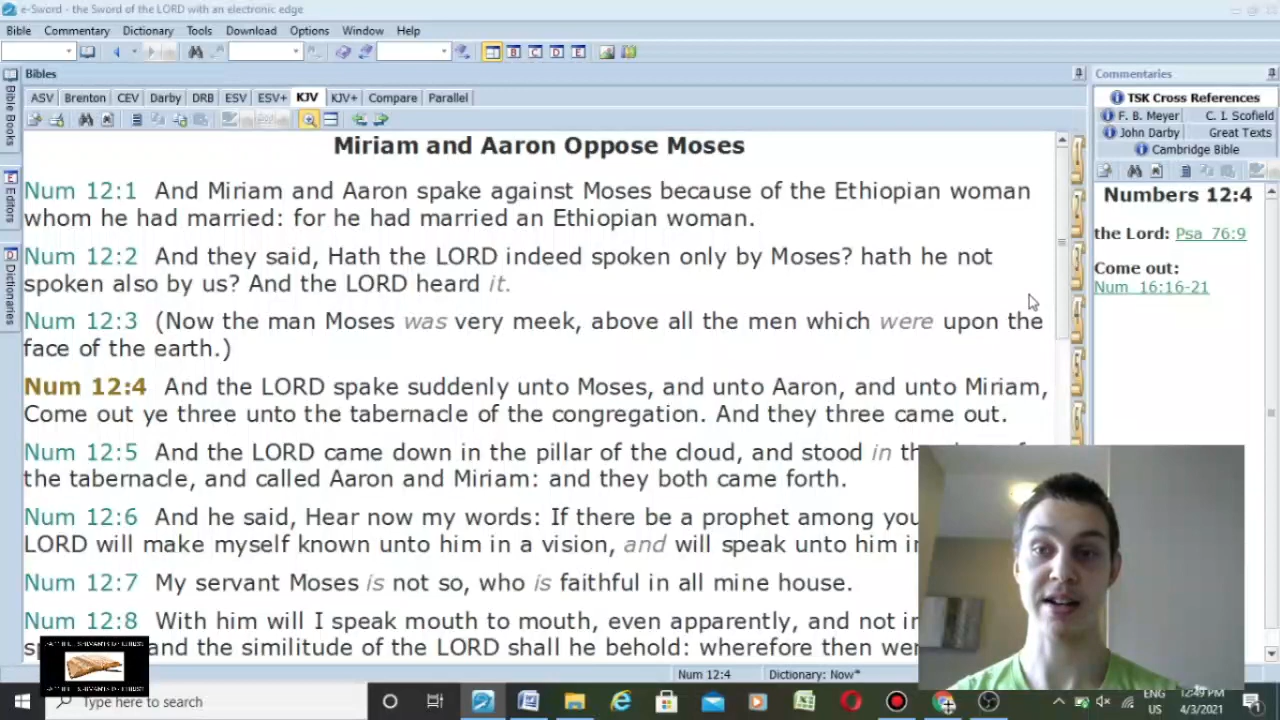 e-Sword - the Sword of the LORD with an electronic edge
Bible Commentary Dictionary Tools Download Options Window Help
Bibles
Commentaries
ASV Brenton CEV Darby DRB ESV ESV+ KJV KJV+ Compare Parallel
TSK Cross References
F. B. Meyer C. I. Scofield
John Darby Great Texts
Cambridge Bible
Bible Books
Editors
Dictionaries
Miriam and Aaron Oppose Moses
Num 12:1 And Miriam and Aaron spake against Moses because of the Ethiopian woman
whom he had married: for he had married an Ethiopian woman.
Num 12:2 And they said, Hath the LORD indeed spoken only by Moses? hath he not
spoken also by us? And the LORD heard it.
Num 12:3 (Now the man Moses was very meek, above all the men which were upon the
face of the earth.)
Num 12:4 And the LORD spake suddenly unto Moses, and unto Aaron, and unto Miriam,
Come out ye three unto the tabernacle of the congregation. And they three came out.
Num 12:5 And the LORD came down in the pillar of the cloud, and stood in
the tabernacle, and called Aaron and Miriam: and they both came forth.
Num 12:6 And he said, Hear now my words: If there be a prophet among you
LORD will make myself known unto him in a vision, and will speak unto him
Num 12:7 My servant Moses is not so, who is faithful in all mine house.
Num 12:8 With him will I speak mouth to mouth, even apparently, and not
and the similitude of the LORD shall he behold: wherefore then
Numbers 12:4
the Lord: Psa 76:9
Come out:
Num 16:16-21
1
2
3
4
5
6
Num 12:4 Dictionary: Now*
Type here to search
ENG
US
12:49 PM
4/3/2021